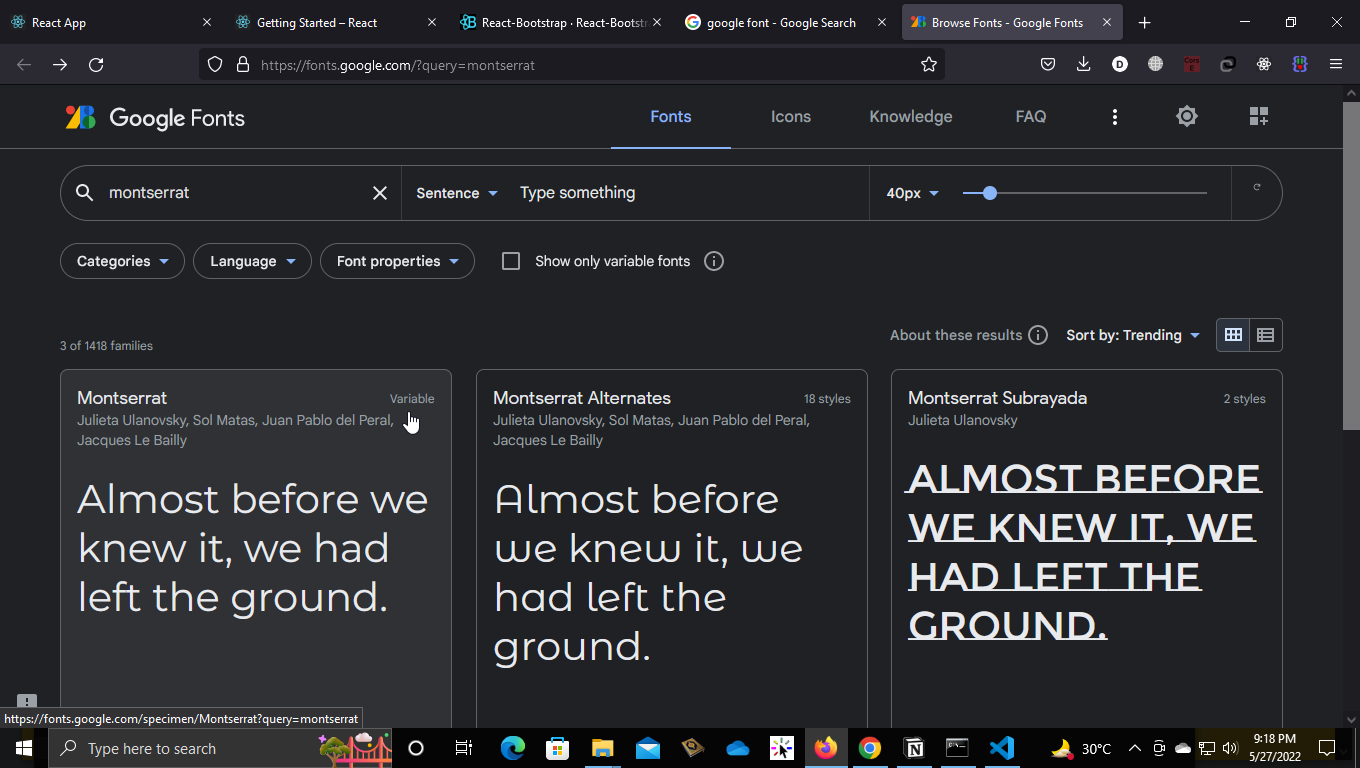 React App
Getting Started – React
React-Bootstrap · React-Bootstr
google font - Google Search
Browse Fonts - Google Fonts
https://fonts.google.com/?query=montserrat
Google Fonts
Fonts
Icons
Knowledge
FAQ
montserrat
Sentence
Type something
40px
Categories
Language
Font properties
Show only variable fonts
3 of 1418 families
About these results
Sort by: Trending
Montserrat
Variable
Julieta Ulanovsky, Sol Matas, Juan Pablo del Peral,
Jacques Le Bailly
Almost before we
knew it, we had
left the ground.
Montserrat Alternates
18 styles
Julieta Ulanovsky, Sol Matas, Juan Pablo del Peral,
Jacques Le Bailly
Almost before
we knew it, we
had left the
ground.
Montserrat Subrayada
2 styles
Julieta Ulanovsky
ALMOST BEFORE
WE KNEW IT, WE
HAD LEFT THE
GROUND.
https://fonts.google.com/specimen/Montserrat?query=montserrat
Type here to search
30°C
9:18 PM
5/27/2022